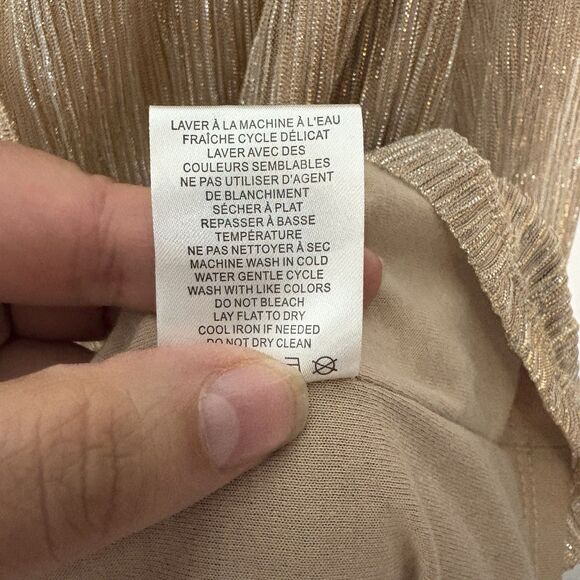 LAVER À LA MACHINE À L'EAU
FRAÎCHE CYCLE DÉLICAT
LAVER AVEC DES
COULEURS SEMBLABLES
NE PAS UTILISER D'AGENT
DE BLANCHIMENT
SÉCHER À PLAT
REPASSER À BASSE
TEMPÉRATURE
NE PAS NETTOYER À SEC
MACHINE WASH IN COLD
WATER GENTLE CYCLE
WASH WITH LIKE COLORS
DO NOT BLEACH
LAY FLAT TO DRY
COOL IRON IF NEEDED
DO NOT DRY CLEAN